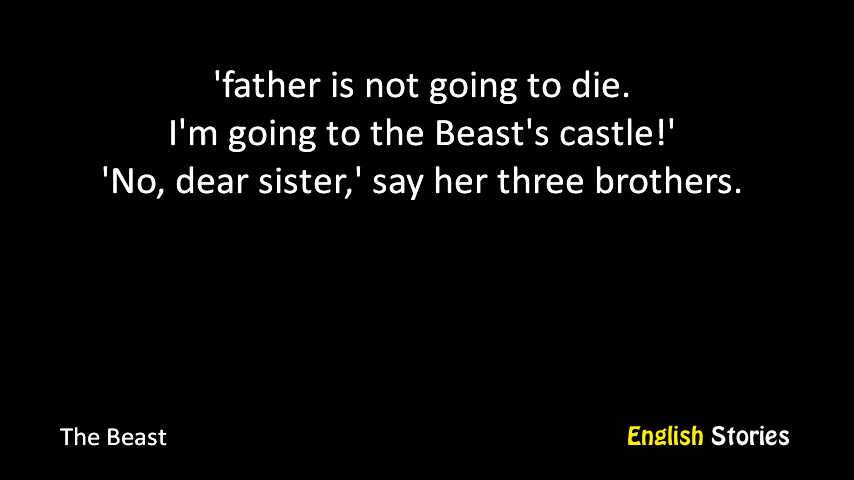 'father is not going to die.
I'm going to the Beast's castle!'
'No, dear sister,' say her three brothers.
The Beast
English Stories